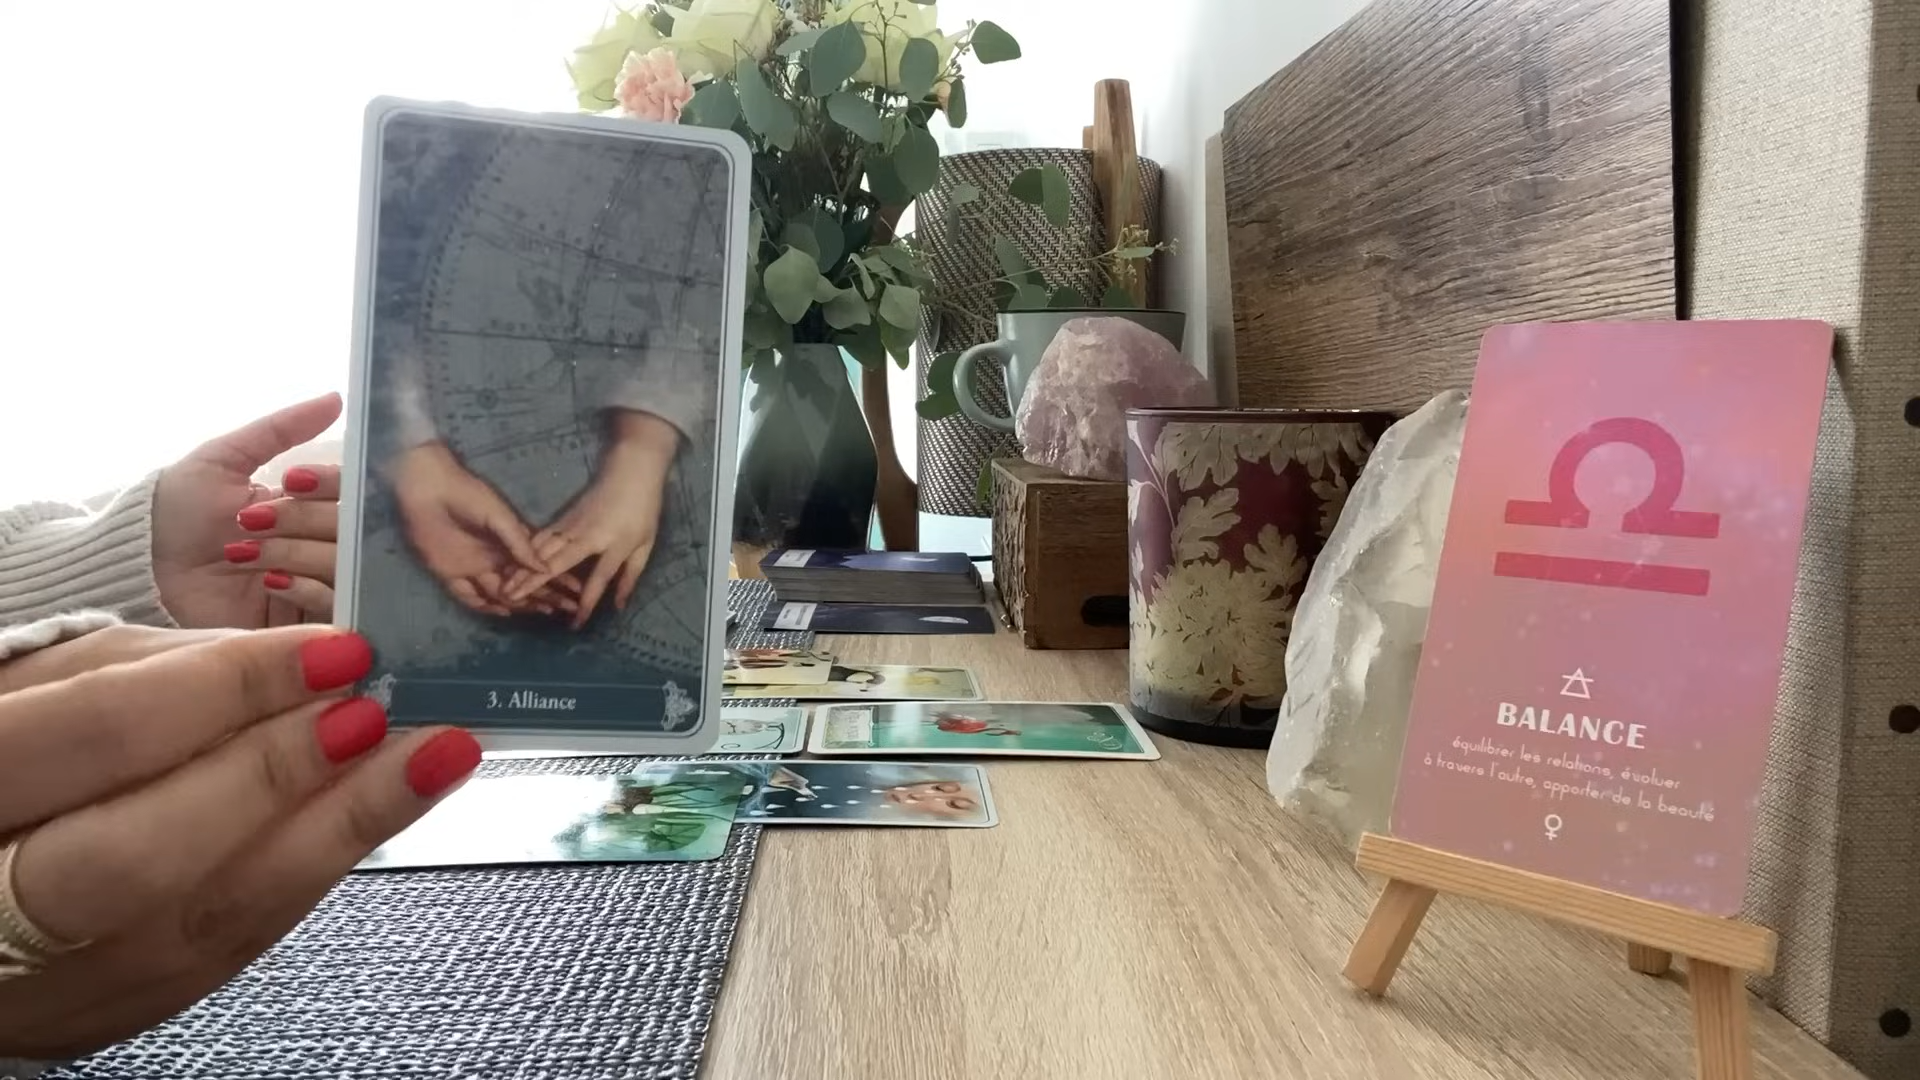 3. Alliance
BALANCE
équilibrer les relations, évoluer
à travers l'autre, apporter de la beauté